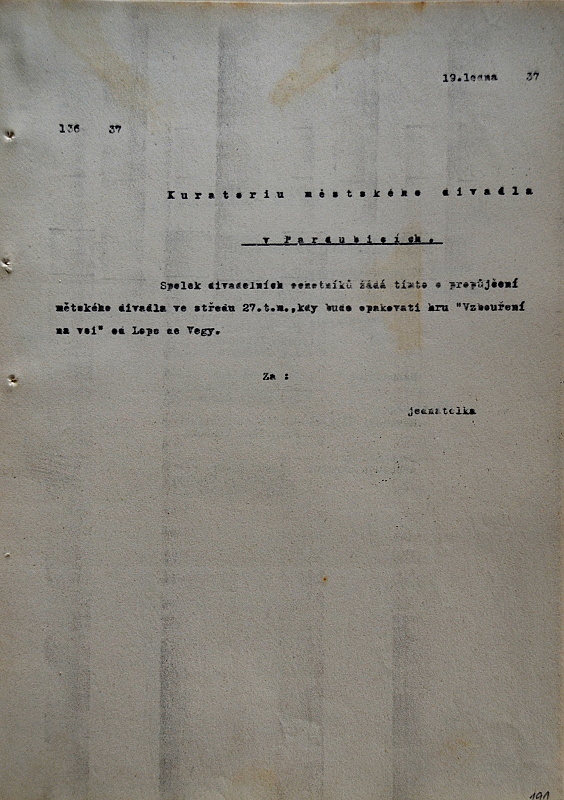 19.ledna 37
136 37
Kuratoriu městského divadla
v Pardubicích.
Spolek divadelních ochotníků žádá tímto o propůjčení
městského divadla ve středu 27.t.m.,kdy bude opakovati hru "Vzbouření
na vsi" od Lope de Vegy.
Za :
jednatelka
191